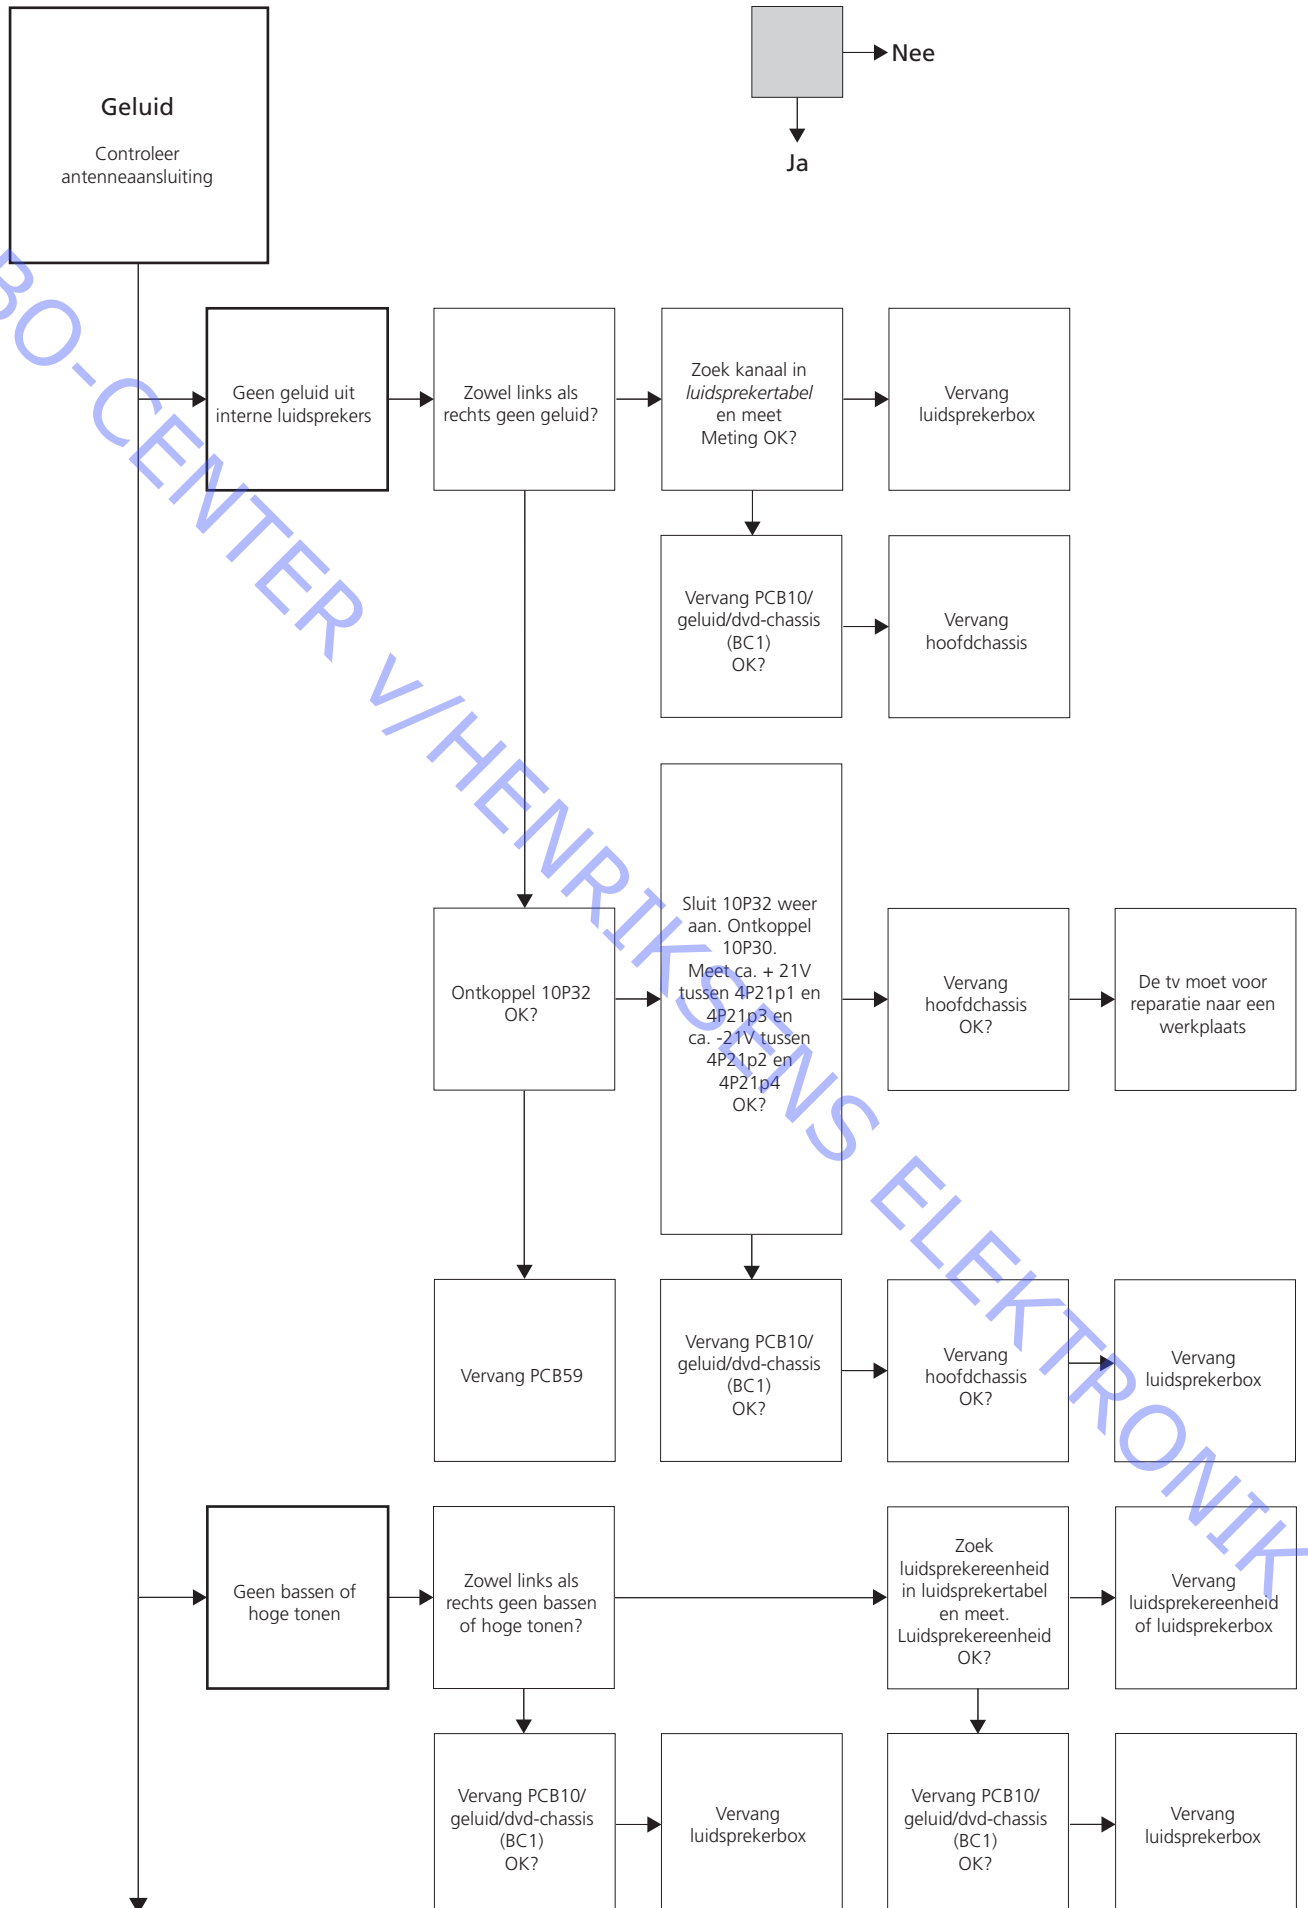 Geluid
Controleer
antenneaansluiting
Nee
Ja
Geen geluid uit
interne luidsprekers
Zowel links als
rechts geen geluid?
Zoek kanaal in
luidsprekertabel
en meet
Meting OK?
Vervang
luidsprekerbox
Vervang PCB10/
geluid/dvd-chassis
(BC1)
OK?
Vervang
hoofdchassis
Ontkoppel 10P32
OK?
Sluit 10P32 weer
aan. Ontkoppel
10P30.
Meet ca. + 21V
tussen 4P21p1 en
4P21p3 en
ca. -21V tussen
4P21p2 en
4P21p4
OK?
Vervang
hoofdchassis
OK?
De tv moet voor
reparatie naar een
werkplaats
Vervang PCB59
Vervang PCB10/
geluid/dvd-chassis
(BC1)
OK?
Vervang
hoofdchassis
OK?
Vervang
luidsprekerbox
Geen bassen of
hoge tonen
Zowel links als
rechts geen bassen
of hoge tonen?
Zoek
luidsprekereenheid
in luidsprekertabel
en meet.
Luidsprekereenheid
OK?
Vervang
luidsprekereenheid
of luidsprekerbox
Vervang PCB10/
geluid/dvd-chassis
(BC1)
OK?
Vervang
luidsprekerbox
Vervang PCB10/
geluid/dvd-chassis
(BC1)
OK?
Vervang
luidsprekerbox
BO-CENTER v/HENRIKSENS ELEKTRONIK